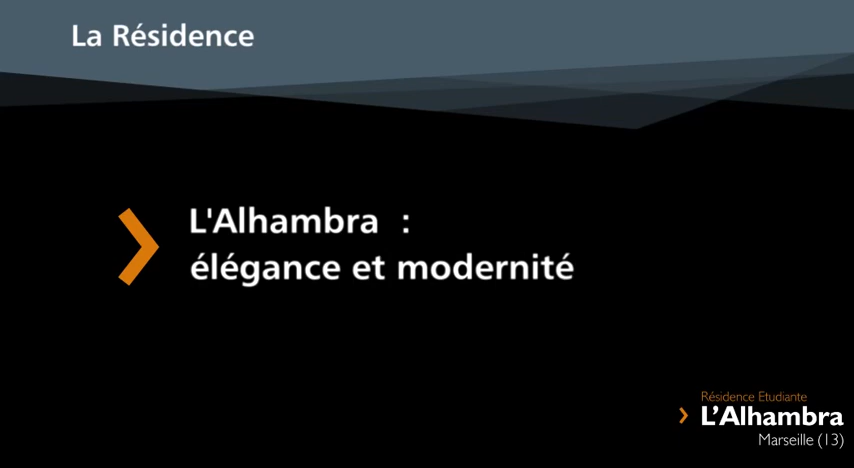 La Résidence
L'Alhambra :
élégance et modernité
Résidence Etudiante
L'Alhambra
Marseille (13)